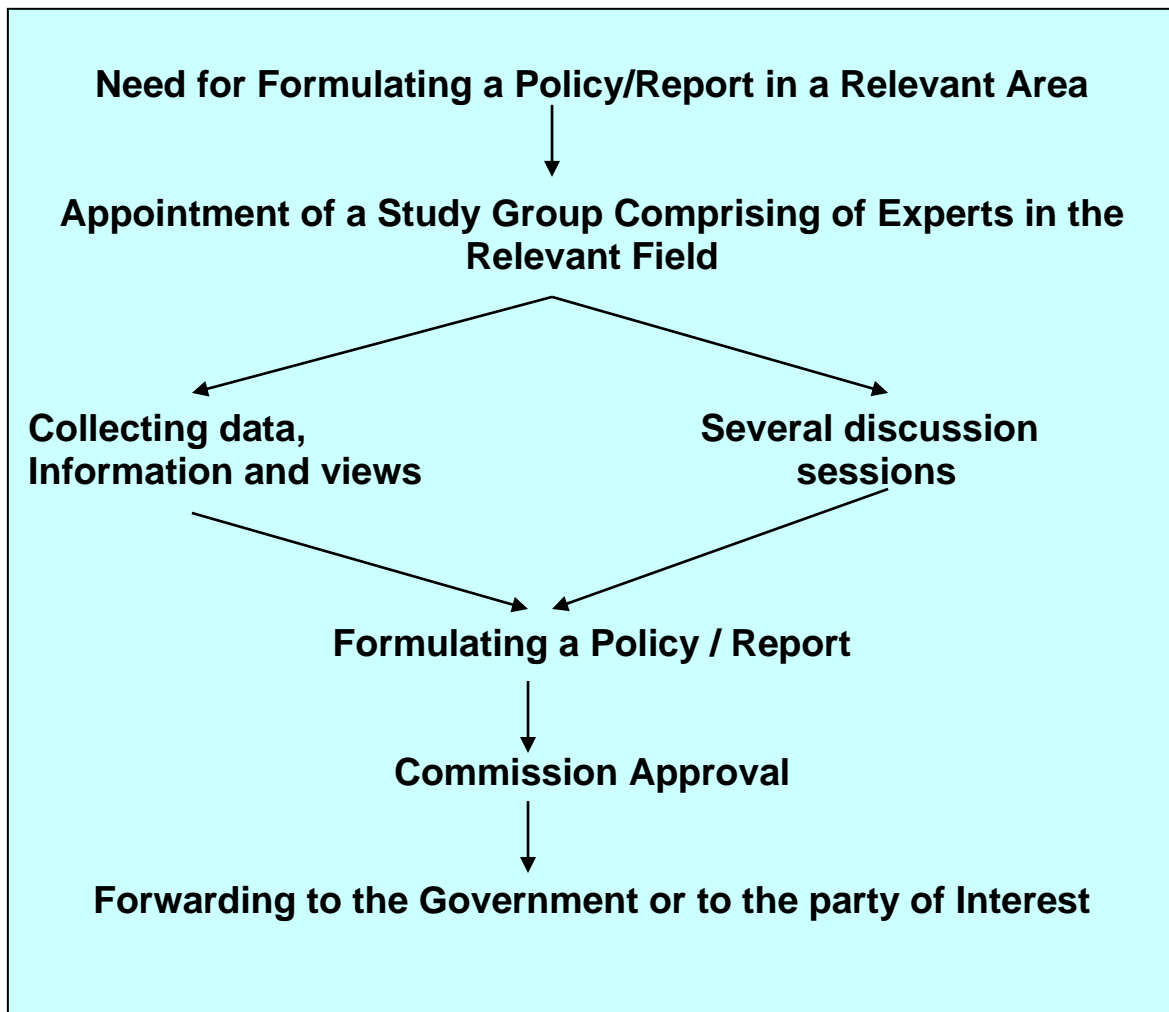 Need for Formulating a Policy/Report in a Relevant Area
Appointment of a Study Group Comprising of Experts in the
Relevant Field
Collecting data,
Information and views
Several discussion
sessions
Formulating a Policy / Report
Commission Approval
Forwarding to the Government or to the party of Interest